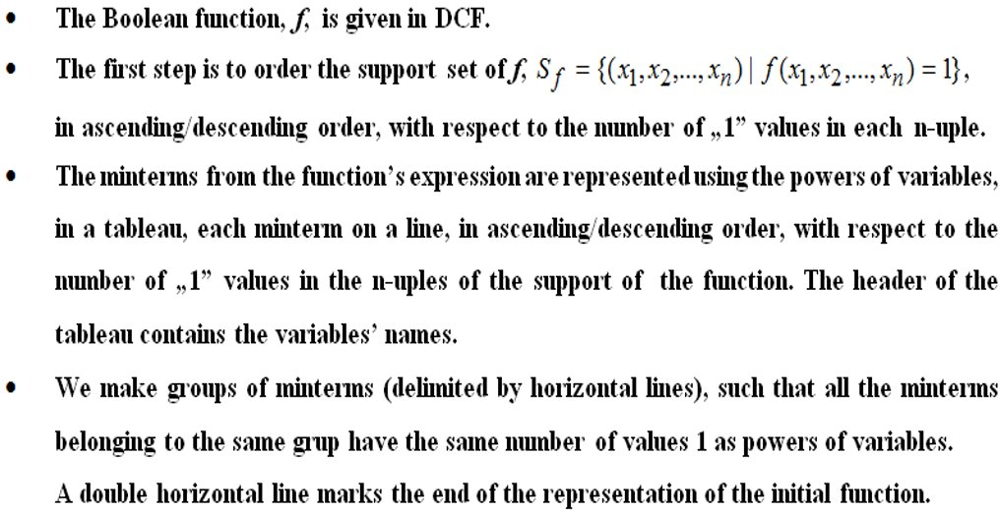 • The Boolean function, f, is given in DCF.
• The first step is to order the support set of f, S_f = {(x_1,x_2,...,x_n) | f(x_1,x_2,...,x_n) = 1},
in ascending/descending order, with respect to the number of „1” values in each n-uple.
• The minterms from the function’s expression are represented using the powers of variables,
in a tableau, each minterm on a line, in ascending/descending order, with respect to the
number of „1” values in the n-uples of the support of the function. The header of the
tableau contains the variables’ names.
• We make groups of minterms (delimited by horizontal lines), such that all the minterms
belonging to the same grup have the same number of values 1 as powers of variables.
A double horizontal line marks the end of the representation of the initial function.